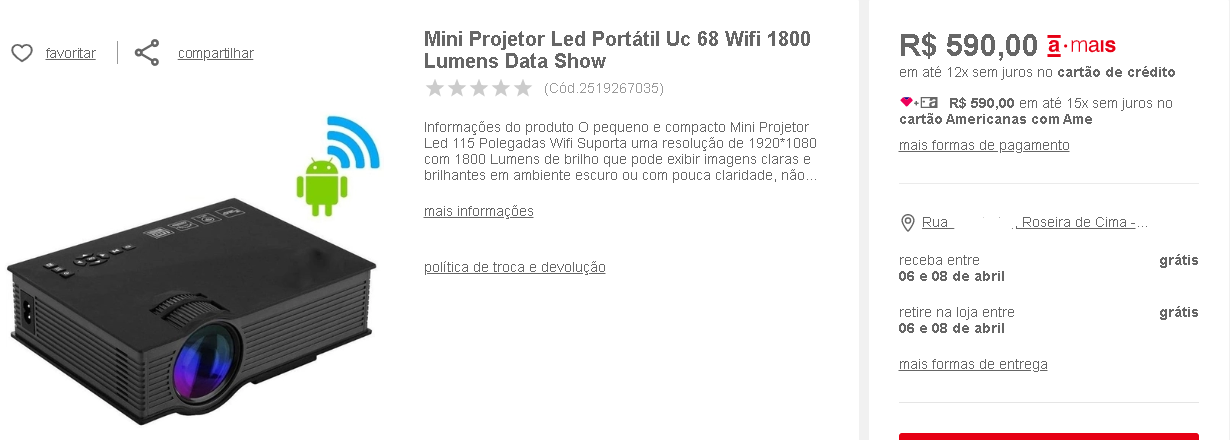 favoritar
compartilhar
Mini Projetor Led Portátil Uc 68 Wifi 1800
Lumens Data Show
(Cód.2519267035)
Informações do produto O pequeno e compacto Mini Projetor
Led 115 Polegadas Wifi Suporta uma resolução de 1920*1080
com 1800 Lumens de brilho que pode exibir imagens claras e
brilhantes em ambiente escuro ou com pouca claridade, não...
mais informações
política de troca e devolução
R$ 590,00 a+mais
em até 12x sem juros no cartão de crédito
+ R$ 590,00 em até 15x sem juros no
cartão Americanas com Ame
mais formas de pagamento
Rua , Roseira de Cima -...
receba entre grátis
06 e 08 de abril
retire na loja entre grátis
06 e 08 de abril
mais formas de entrega